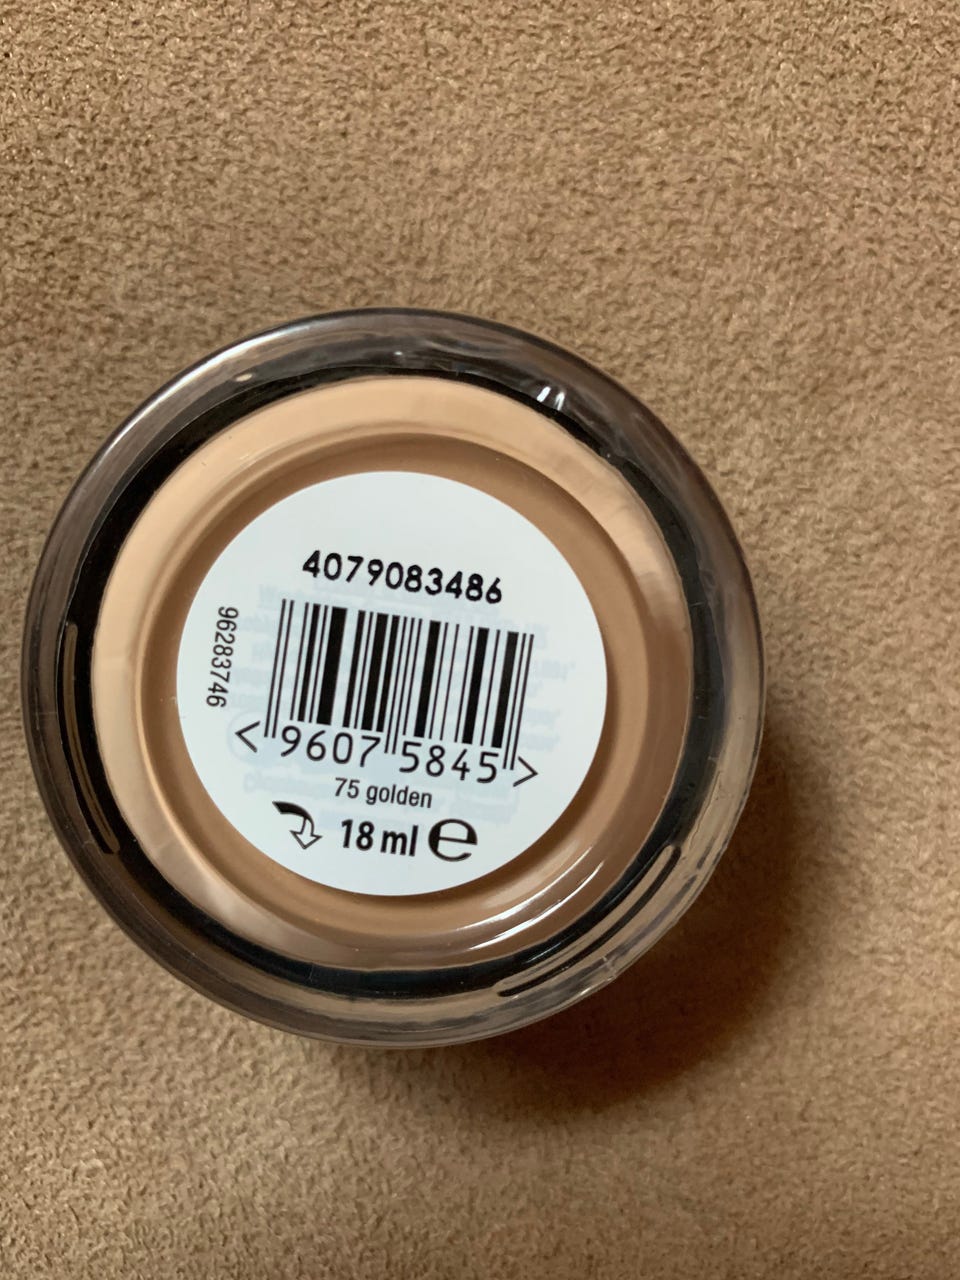 4079083486
96283746
< 9607 5845 >
75 golden
18 ml ℮